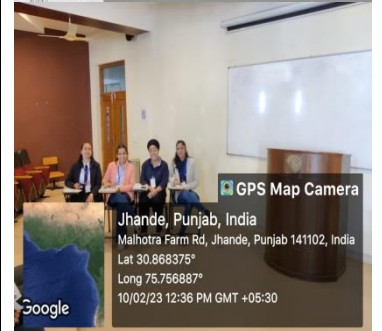 GPS Map Camera
Jhande, Punjab, India
Malhotra Farm Rd, Jhande, Punjab 141102, India
Lat 30.868375°
Long 75.756887°
10/02/23 12:36 PM GMT +05:30
Google